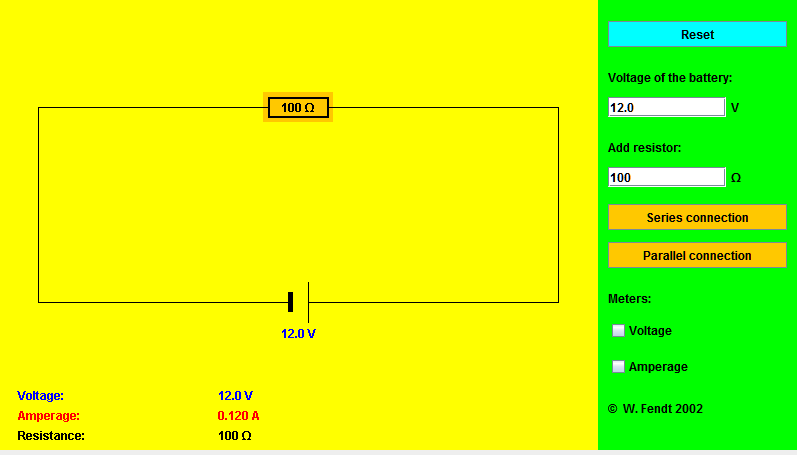 100 Ω
12.0 V
Voltage: 12.0 V
Amperage: 0.120 A
Resistance: 100 Ω
Reset
Voltage of the battery:
12.0 V
Add resistor:
100 Ω
Series connection
Parallel connection
Meters:
Voltage
Amperage
© W. Fendt 2002